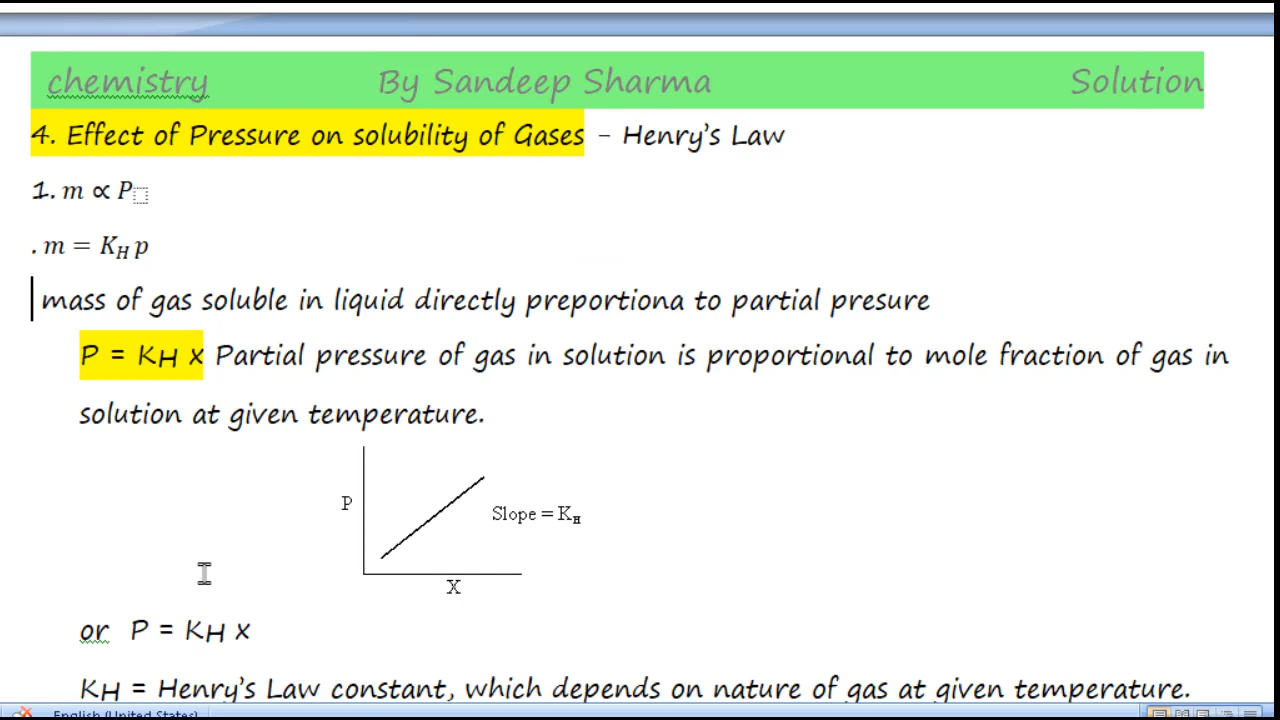 chemistry By Sandeep Sharma Solution
4. Effect of Pressure on solubility of Gases – Henry's Law
1. m ∝ P
. m = K_H p
mass of gas soluble in liquid directly preportiona to partial presure
P = KH x Partial pressure of gas in solution is proportional to mole fraction of gas in
solution at given temperature.
P
Slope = KH
X
or P = KH x
KH = Henry's Law constant, which depends on nature of gas at given temperature.
English (United States)